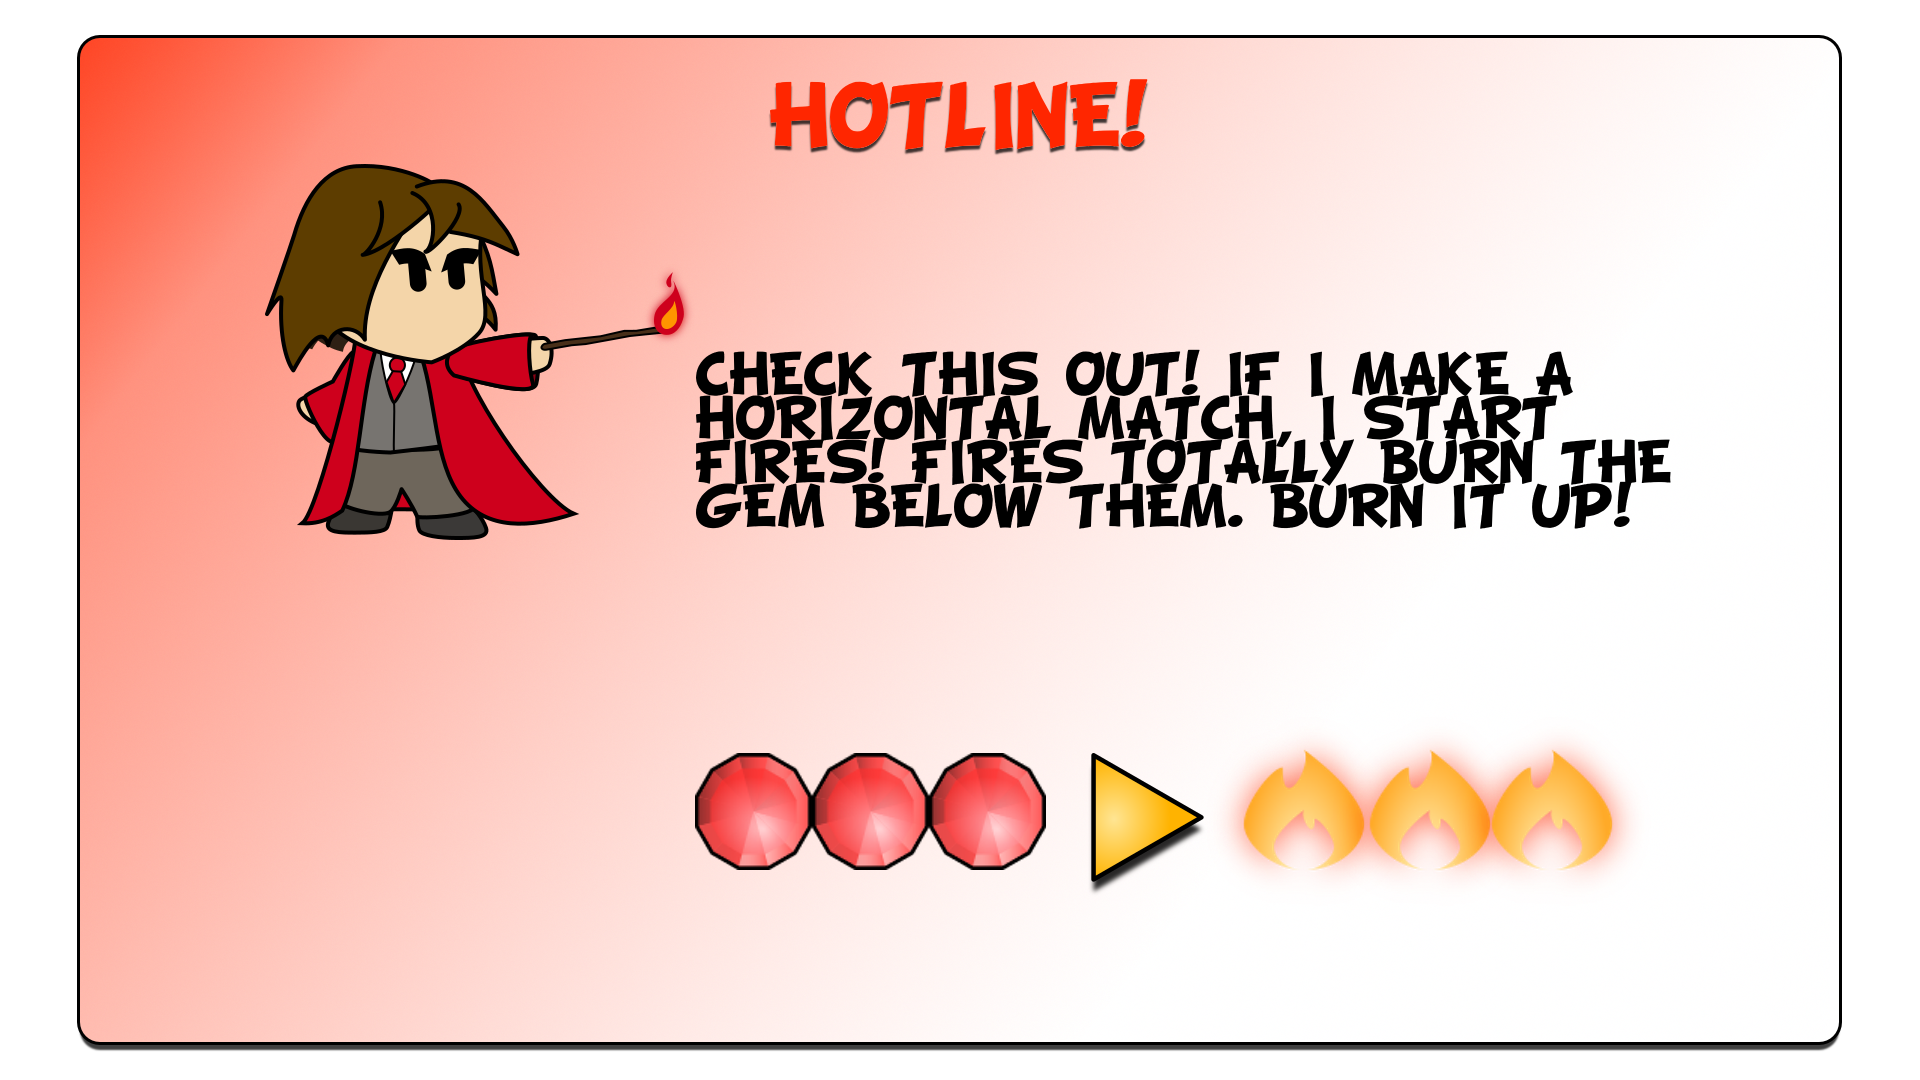 HOTLINE!
CHECK THIS OUT! IF I MAKE A
HORIZONTAL MATCH, I START
FIRES! FIRES TOTALLY BURN THE
GEM BELOW THEM. BURN IT UP!